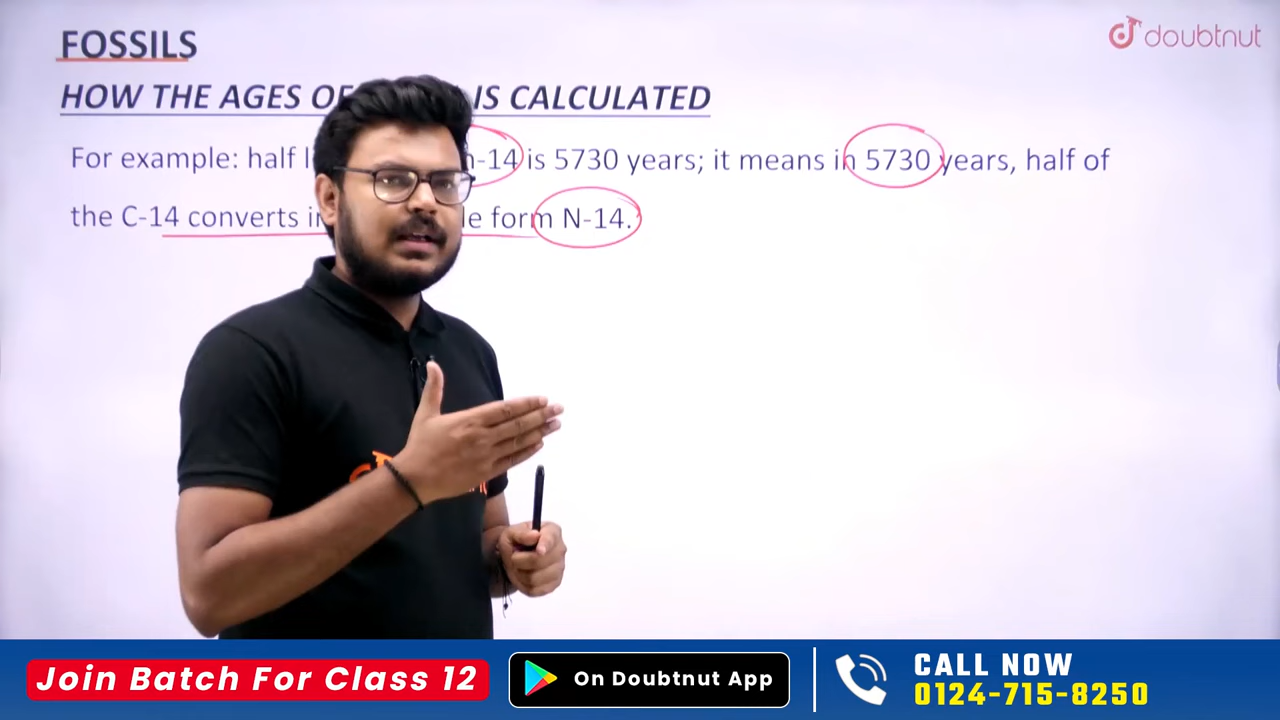 FOSSILS
doubtnut
HOW THE AGES OF IS CALCULATED
For example: half -14 is 5730 years; it means in 5730 years, half of
the C-14 converts form N-14.
Join Batch For Class 12
On Doubtnut App
CALL NOW
0124-715-8250